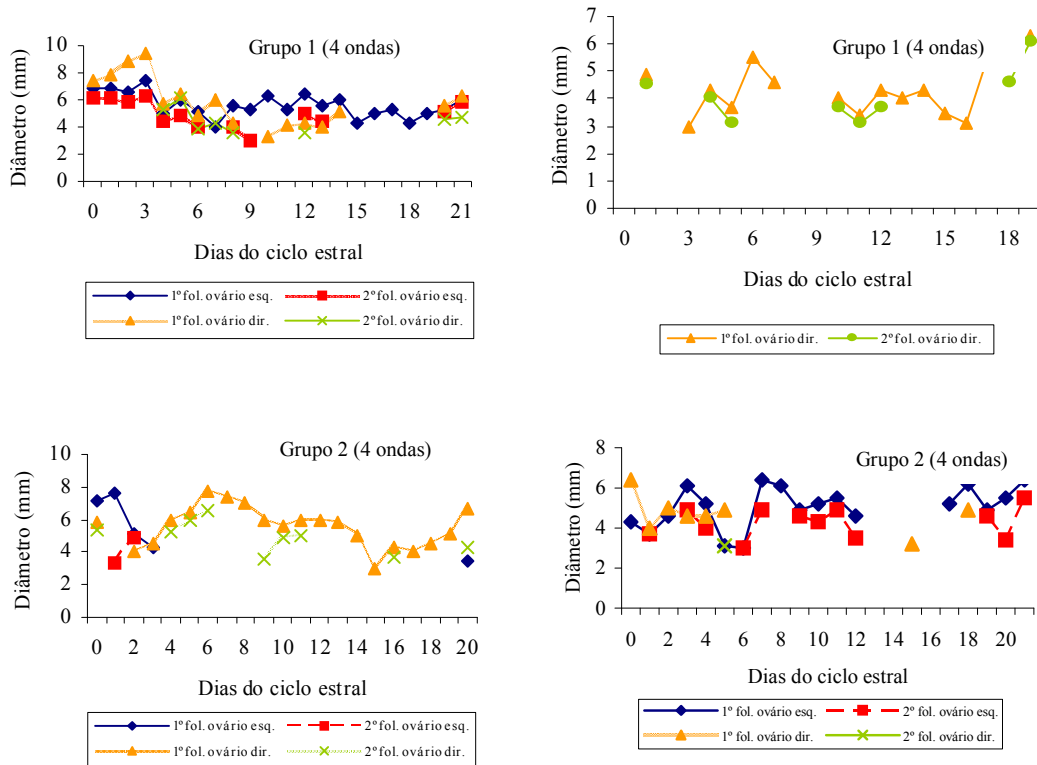 Grupo 1 (4 ondas)
Diâmetro (mm)
10
8
6
4
2
0
0 3 6 9 12 15 18 21
Dias do ciclo estral
1º fol. ovário esq. 2º fol. ovário esq.
1º fol. ovário dir. 2º fol. ovário dir.
Grupo 1 (4 ondas)
Diâmetro (mm)
7
6
5
4
3
2
1
0
0 3 6 9 12 15 18
Dias do ciclo estral
1º fol. ovário dir. 2º fol. ovário dir.
Grupo 2 (4 ondas)
Diâmetro (mm)
10
8
6
4
2
0
0 2 4 6 8 10 12 14 16 18 20
Dias do ciclo estral
1º fol. ovário esq. 2º fol. ovário esq.
1º fol. ovário dir. 2º fol. ovário dir.
Grupo 2 (4 ondas)
Diâmetro (mm)
8
6
4
2
0
0 2 4 6 8 10 12 14 16 18 20
Dias do ciclo estral
1º fol. ovário esq. 2º fol. ovário esq.
1º fol. ovário dir. 2º fol. ovário dir.